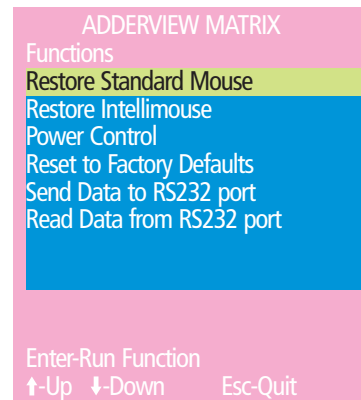 ADDERVIEW MATRIX
Functions
Restore Standard Mouse
Restore Intellimouse
Power Control
Reset to Factory Defaults
Send Data to RS232 port
Read Data from RS232 port
Enter-Run Function
⬆-Up ⬇-Down Esc-Quit